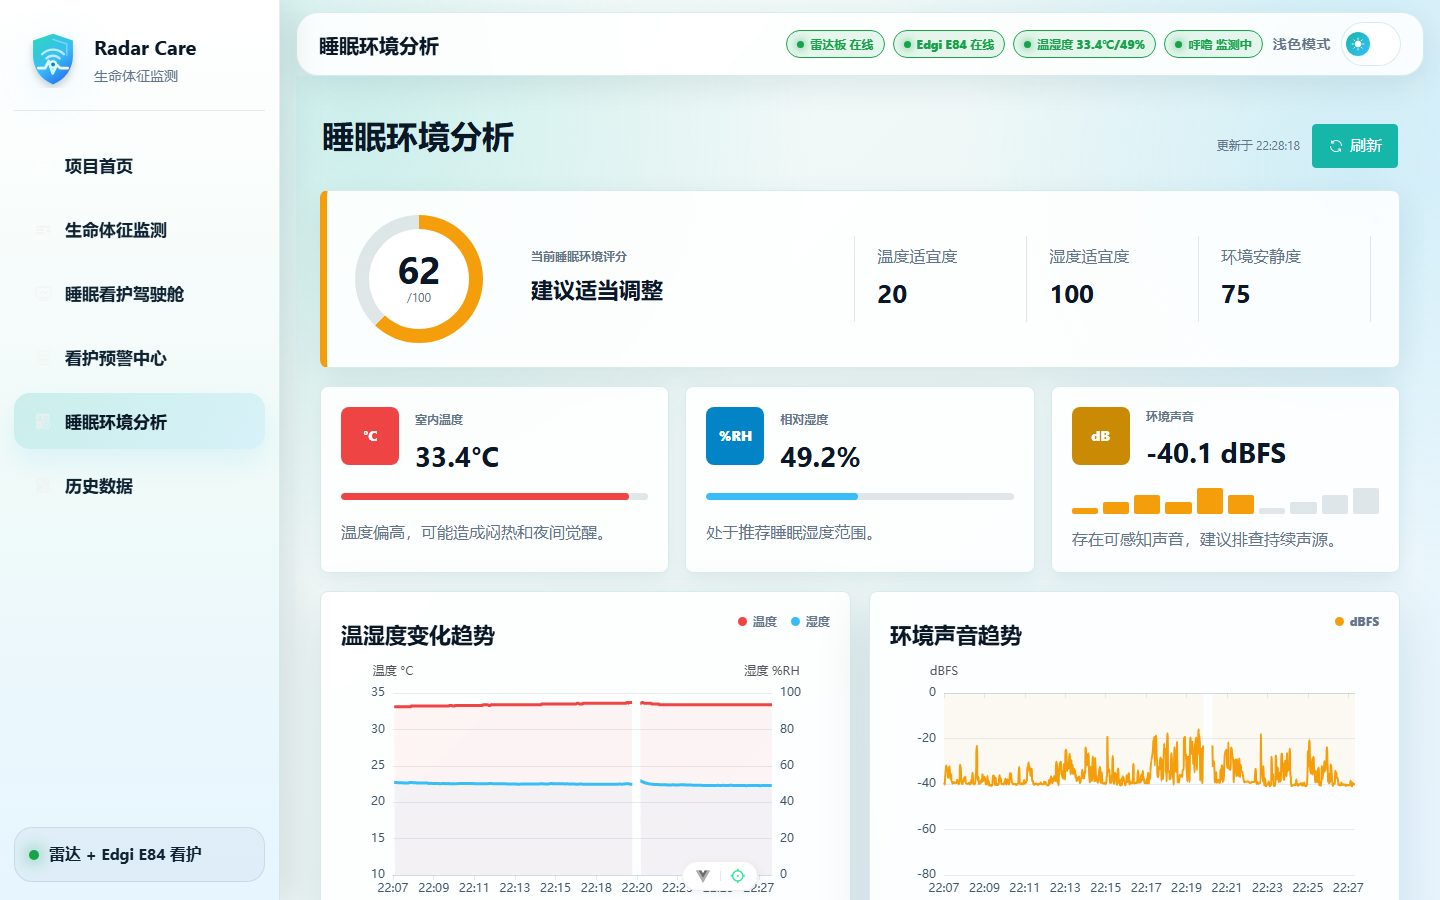 Radar Care
生命体征监测
项目首页
生命体征监测
睡眠看护驾驶舱
看护预警中心
睡眠环境分析
历史数据
雷达 + Edgi E84 看护
睡眠环境分析
雷达板 在线
Edgi E84 在线
温湿度 33.4℃/49%
呼噜 监测中
浅色模式
睡眠环境分析
更新于 22:28:18
刷新
62
/100
当前睡眠环境评分
建议适当调整
温度适宜度
20
湿度适宜度
100
环境安静度
75
℃
室内温度
33.4℃
温度偏高，可能造成闷热和夜间觉醒。
%RH
相对湿度
49.2%
处于推荐睡眠湿度范围。
dB
环境声音
-40.1 dBFS
存在可感知声音，建议排查持续声源。
温湿度变化趋势
温度
湿度
温度 ℃
湿度 %RH
35
30
25
20
15
10
100
80
60
40
20
0
22:07 22:09 22:11 22:13 22:15 22:18 22:20
环境声音趋势
dBFS
dBFS
0
-20
-40
-60
-80
22:07 22:09 22:11 22:13 22:15 22:17 22:19 22:21 22:23 22:25 22:27